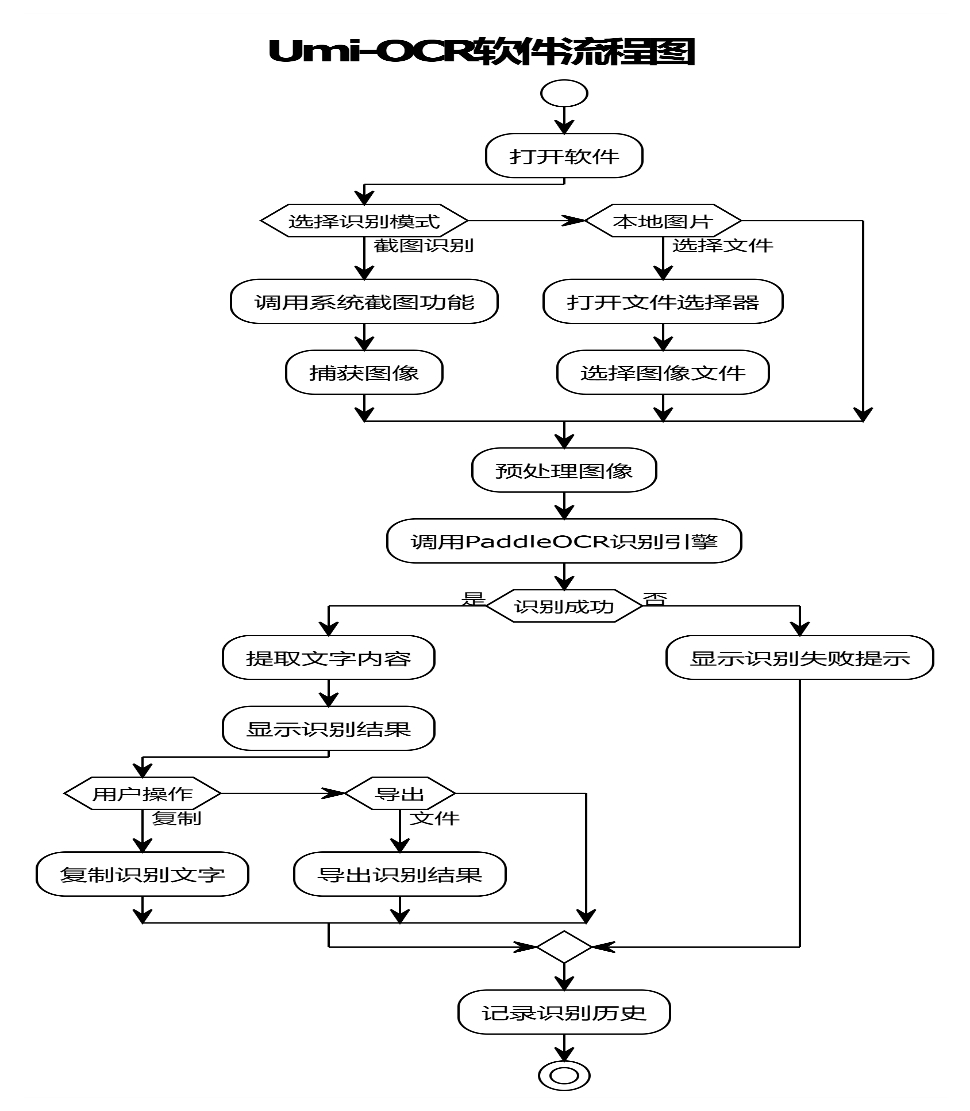 Umi-OCR软件流程图
打开软件
选择识别模式
本地图片
截图识别
选择文件
调用系统截图功能
打开文件选择器
捕获图像
选择图像文件
预处理图像
调用PaddleOCR识别引擎
是
识别成功
否
提取文字内容
显示识别失败提示
显示识别结果
用户操作
导出
复制
文件
复制识别文字
导出识别结果
记录识别历史